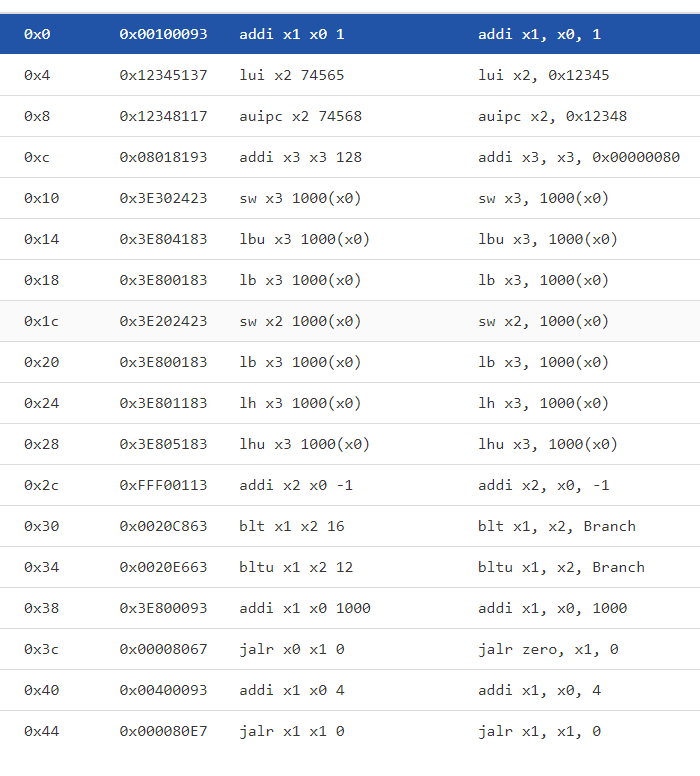 0x0 0x00100093 addi x1 x0 1 addi x1, x0, 1
0x4 0x12345137 lui x2 74565 lui x2, 0x12345
0x8 0x12348117 auipc x2 74568 auipc x2, 0x12348
0xc 0x08018193 addi x3 x3 128 addi x3, x3, 0x00000080
0x10 0x3E302423 sw x3 1000(x0) sw x3, 1000(x0)
0x14 0x3E804183 lbu x3 1000(x0) lbu x3, 1000(x0)
0x18 0x3E800183 lb x3 1000(x0) lb x3, 1000(x0)
0x1c 0x3E202423 sw x2 1000(x0) sw x2, 1000(x0)
0x20 0x3E800183 lb x3 1000(x0) lb x3, 1000(x0)
0x24 0x3E801183 lh x3 1000(x0) lh x3, 1000(x0)
0x28 0x3E805183 lhu x3 1000(x0) lhu x3, 1000(x0)
0x2c 0xFFF00113 addi x2 x0 -1 addi x2, x0, -1
0x30 0x0020C863 blt x1 x2 16 blt x1, x2, Branch
0x34 0x0020E663 bltu x1 x2 12 bltu x1, x2, Branch
0x38 0x3E800093 addi x1 x0 1000 addi x1, x0, 1000
0x3c 0x00008067 jalr x0 x1 0 jalr zero, x1, 0
0x40 0x00400093 addi x1 x0 4 addi x1, x0, 4
0x44 0x000080E7 jalr x1 x1 0 jalr x1, x1, 0